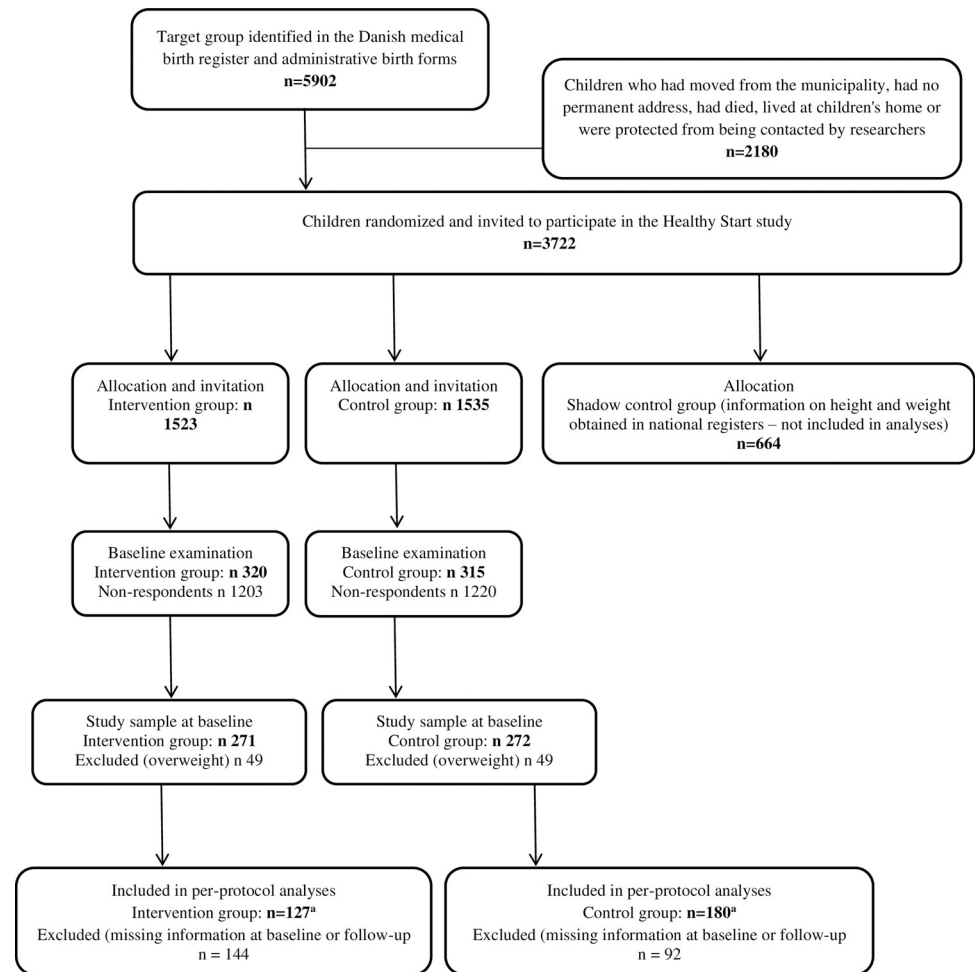 Target group identified in the Danish medical
birth register and administrative birth forms
n=5902
Children who had moved from the municipality, had no
permanent address, had died, lived at children's home or
were protected from being contacted by researchers
n=2180
Children randomized and invited to participate in the Healthy Start study
n=3722
Allocation and invitation
Intervention group: n
1523
Allocation and invitation
Control group: n 1535
Allocation
Shadow control group (information on height and weight
obtained in national registers – not included in analyses)
n=664
Baseline examination
Intervention group: n 320
Non-respondents n 1203
Baseline examination
Control group: n 315
Non-respondents n 1220
Study sample at baseline
Intervention group: n 271
Excluded (overweight) n 49
Study sample at baseline
Control group: n 272
Excluded (overweight) n 49
Included in per-protocol analyses
Intervention group: n=127ᵃ
Excluded (missing information at baseline or follow-up
n = 144
Included in per-protocol analyses
Control group: n=180ᵃ
Excluded (missing information at baseline or follow-up
n = 92